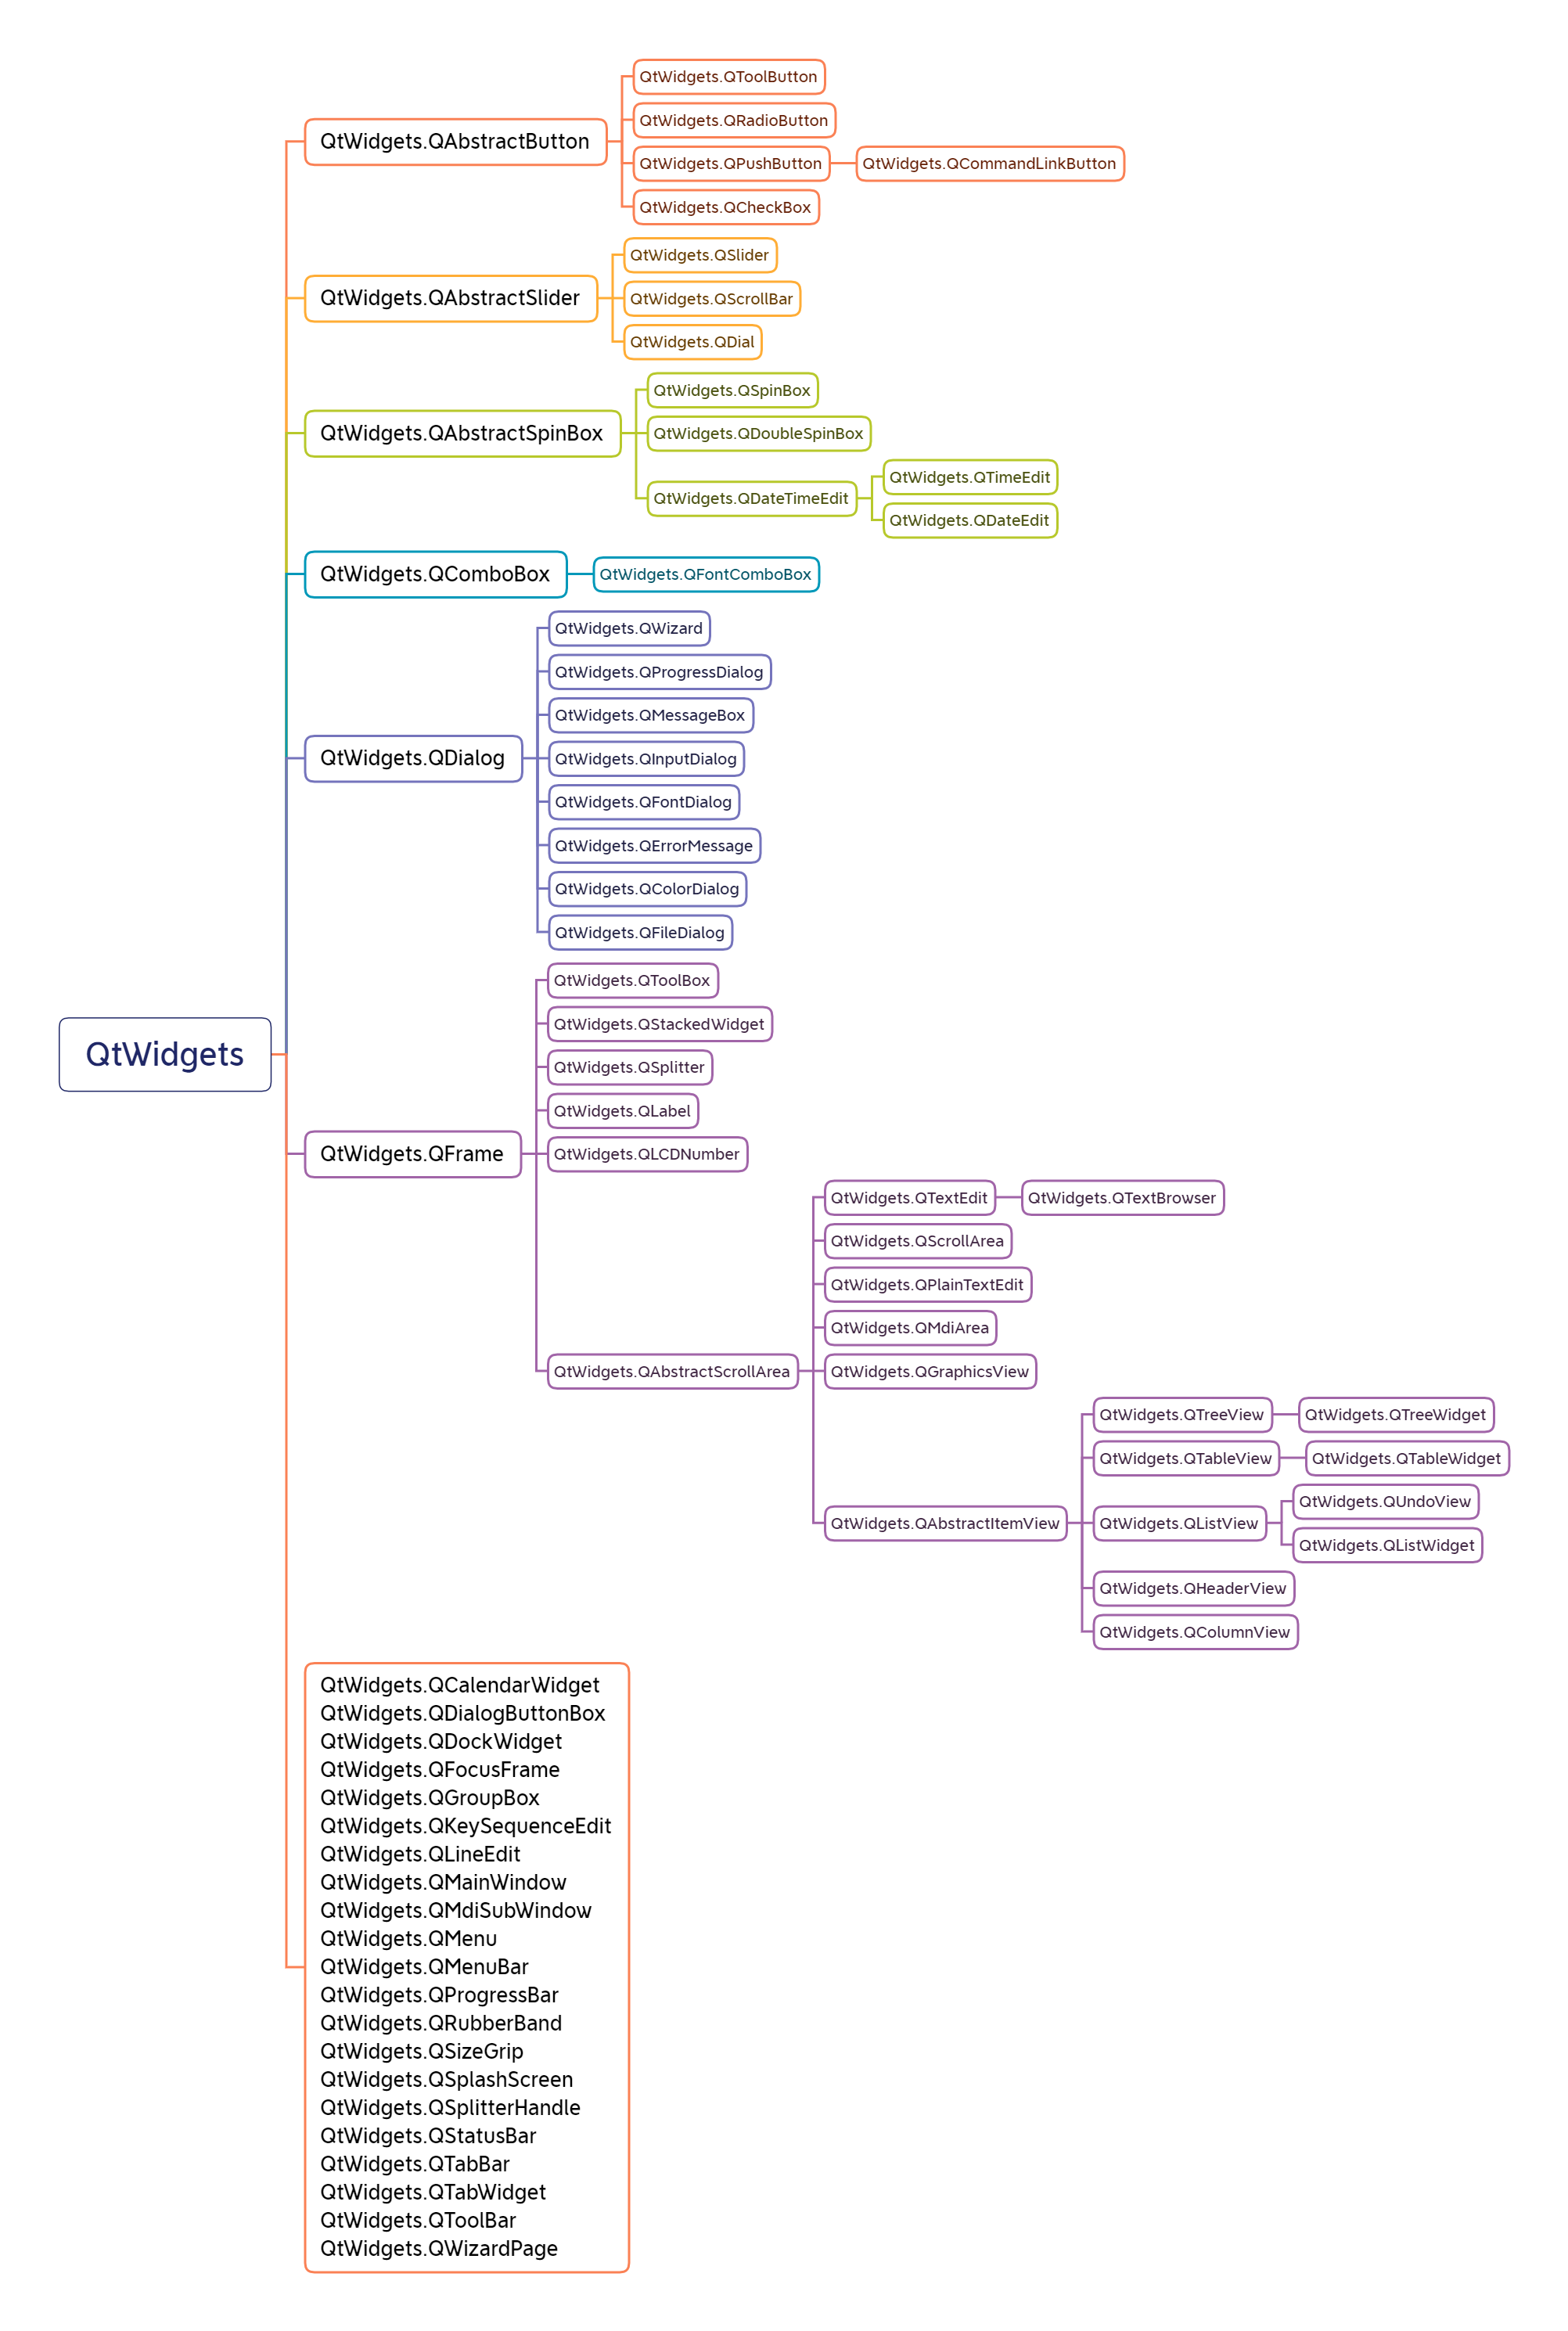 QtWidgets
QtWidgets.QAbstractButton
QtWidgets.QToolButton
QtWidgets.QRadioButton
QtWidgets.QPushButton
QtWidgets.QCommandLinkButton
QtWidgets.QCheckBox
QtWidgets.QAbstractSlider
QtWidgets.QSlider
QtWidgets.QScrollBar
QtWidgets.QDial
QtWidgets.QAbstractSpinBox
QtWidgets.QSpinBox
QtWidgets.QDoubleSpinBox
QtWidgets.QDateTimeEdit
QtWidgets.QTimeEdit
QtWidgets.QDateEdit
QtWidgets.QComboBox
QtWidgets.QFontComboBox
QtWidgets.QDialog
QtWidgets.QWizard
QtWidgets.QProgressDialog
QtWidgets.QMessageBox
QtWidgets.QInputDialog
QtWidgets.QFontDialog
QtWidgets.QErrorMessage
QtWidgets.QColorDialog
QtWidgets.QFileDialog
QtWidgets.QFrame
QtWidgets.QToolBox
QtWidgets.QStackedWidget
QtWidgets.QSplitter
QtWidgets.QLabel
QtWidgets.QLCDNumber
QtWidgets.QAbstractScrollArea
QtWidgets.QTextEdit
QtWidgets.QTextBrowser
QtWidgets.QScrollArea
QtWidgets.QPlainTextEdit
QtWidgets.QMdiArea
QtWidgets.QGraphicsView
QtWidgets.QAbstractItemView
QtWidgets.QTreeView
QtWidgets.QTreeWidget
QtWidgets.QTableView
QtWidgets.QTableWidget
QtWidgets.QListView
QtWidgets.QUndoView
QtWidgets.QListWidget
QtWidgets.QHeaderView
QtWidgets.QColumnView
QtWidgets.QCalendarWidget
QtWidgets.QDialogButtonBox
QtWidgets.QDockWidget
QtWidgets.QFocusFrame
QtWidgets.QGroupBox
QtWidgets.QKeySequenceEdit
QtWidgets.QLineEdit
QtWidgets.QMainWindow
QtWidgets.QMdiSubWindow
QtWidgets.QMenu
QtWidgets.QMenuBar
QtWidgets.QProgressBar
QtWidgets.QRubberBand
QtWidgets.QSizeGrip
QtWidgets.QSplashScreen
QtWidgets.QSplitterHandle
QtWidgets.QStatusBar
QtWidgets.QTabBar
QtWidgets.QTabWidget
QtWidgets.QToolBar
QtWidgets.QWizardPage